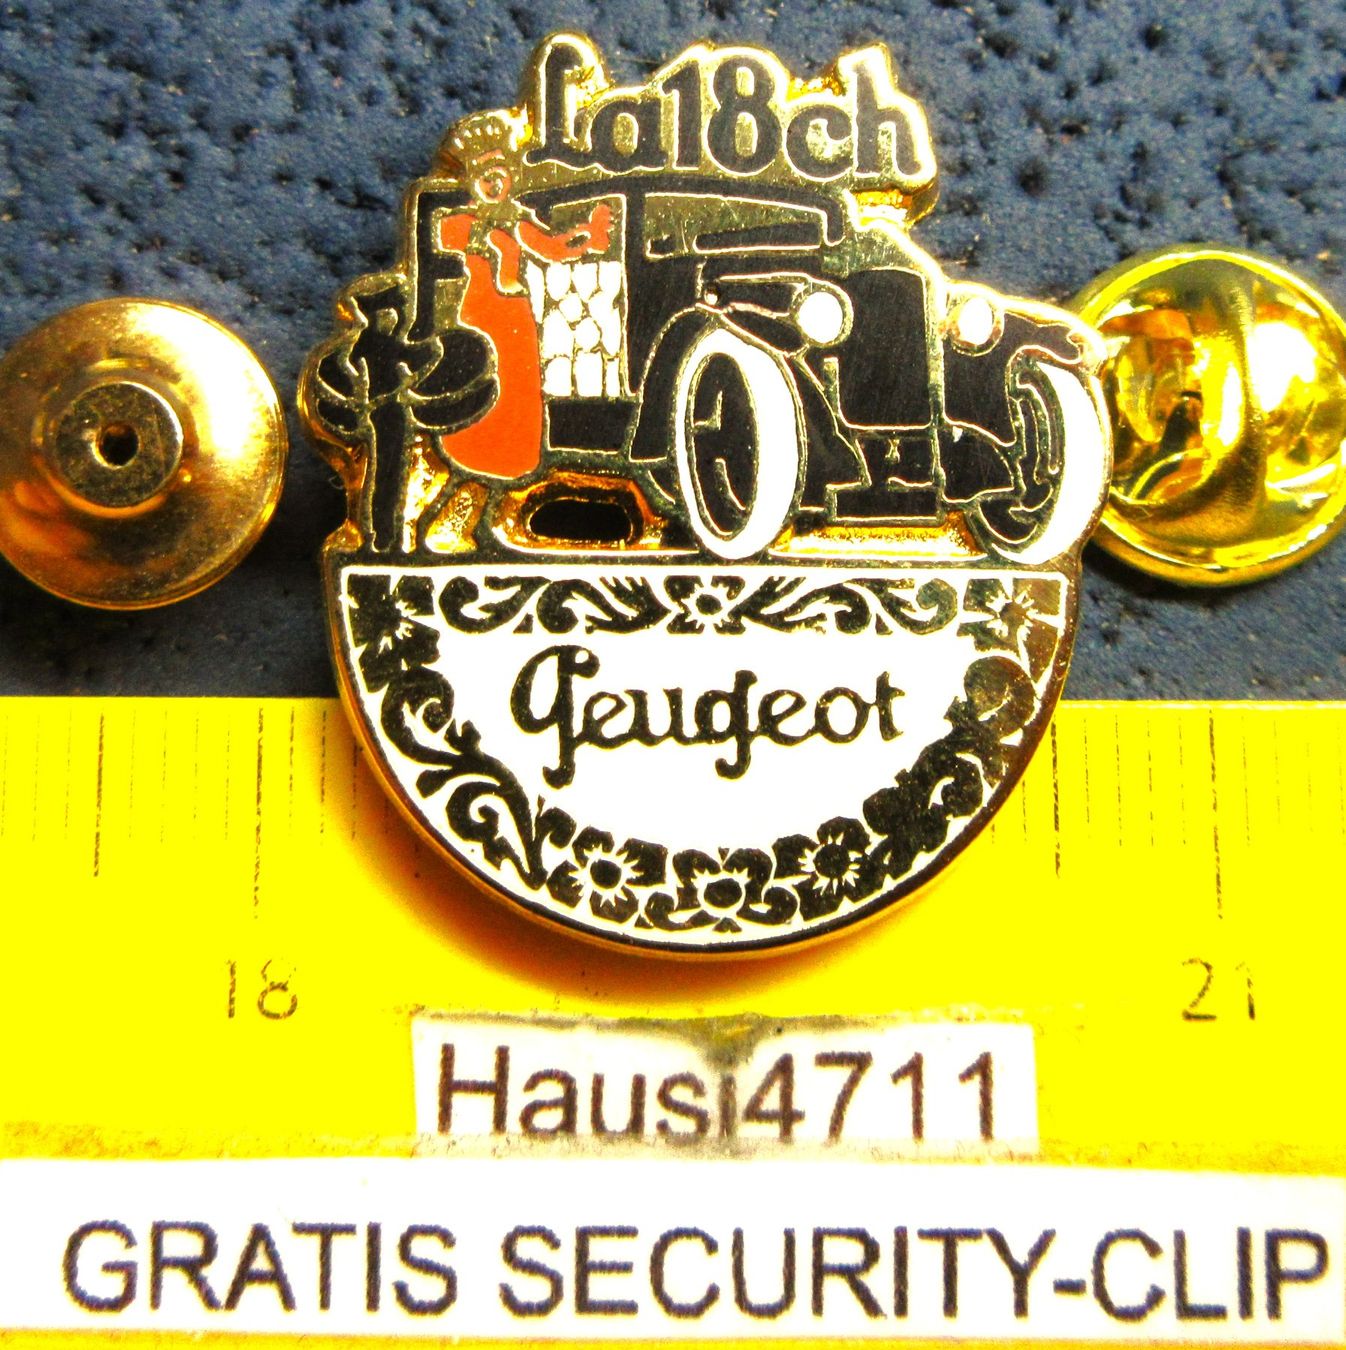 La18ch
Peugeot
18 21
Hausi4711
GRATIS SECURITY-CLIP